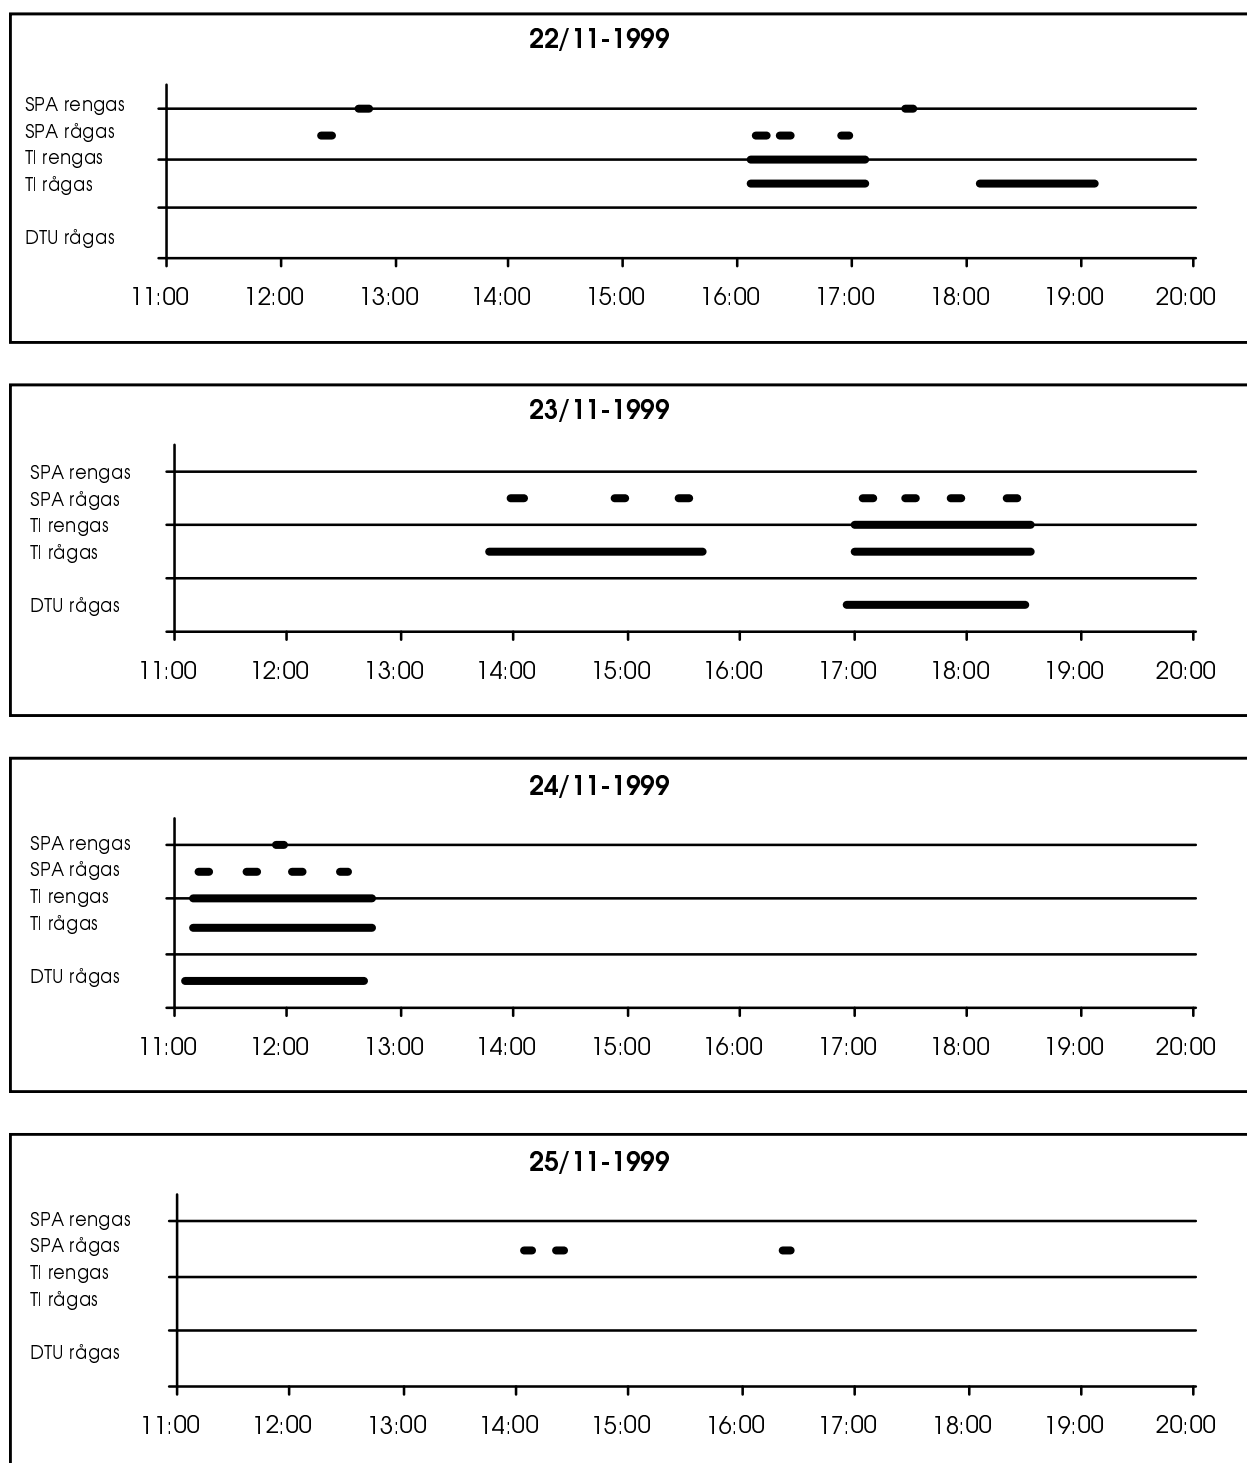 22/11-1999
SPA rengas
SPA rågas
TI rengas
TI rågas
DTU rågas
11:00 12:00 13:00 14:00 15:00 16:00 17:00 18:00 19:00 20:00
23/11-1999
SPA rengas
SPA rågas
TI rengas
TI rågas
DTU rågas
11:00 12:00 13:00 14:00 15:00 16:00 17:00 18:00 19:00 20:00
24/11-1999
SPA rengas
SPA rågas
TI rengas
TI rågas
DTU rågas
11:00 12:00 13:00 14:00 15:00 16:00 17:00 18:00 19:00 20:00
25/11-1999
SPA rengas
SPA rågas
TI rengas
TI rågas
DTU rågas
11:00 12:00 13:00 14:00 15:00 16:00 17:00 18:00 19:00 20:00